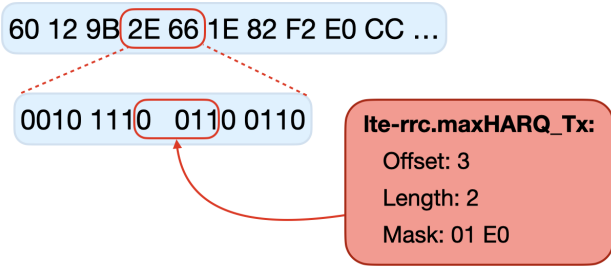 60 12 9B 2E 66 1E 82 F2 E0 CC ...
0010 1110 0110 0110
lte-rrc.maxHARQ_Tx:
Offset: 3
Length: 2
Mask: 01 E0